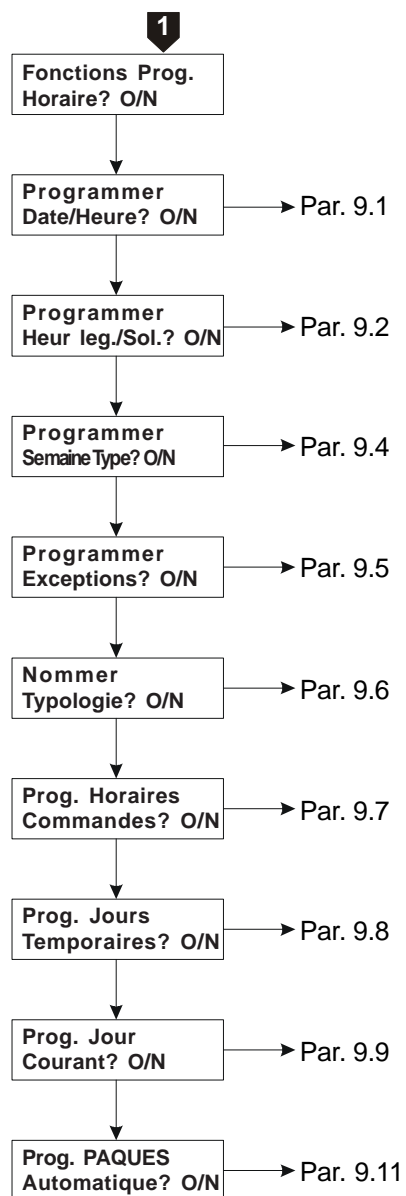 1
Fonctions Prog.
Horaire? O/N
Programmer
Date/Heure? O/N
Par. 9.1
Programmer
Heur leg./Sol.? O/N
Par. 9.2
Programmer
Semaine Type? O/N
Par. 9.4
Programmer
Exceptions? O/N
Par. 9.5
Nommer
Typologie? O/N
Par. 9.6
Prog. Horaires
Commandes? O/N
Par. 9.7
Prog. Jours
Temporaires? O/N
Par. 9.8
Prog. Jour
Courant? O/N
Par. 9.9
Prog. PAQUES
Automatique? O/N
Par. 9.11